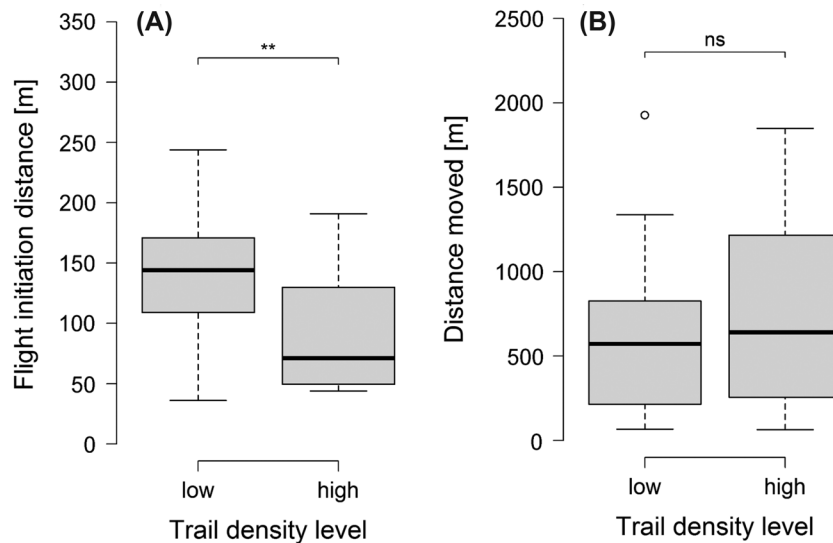 (A)
Flight initiation distance [m]
350
300
250
200
150
100
50
0
**
low high
Trail density level
(B)
Distance moved [m]
2500
2000
1500
1000
500
0
ns
low high
Trail density level